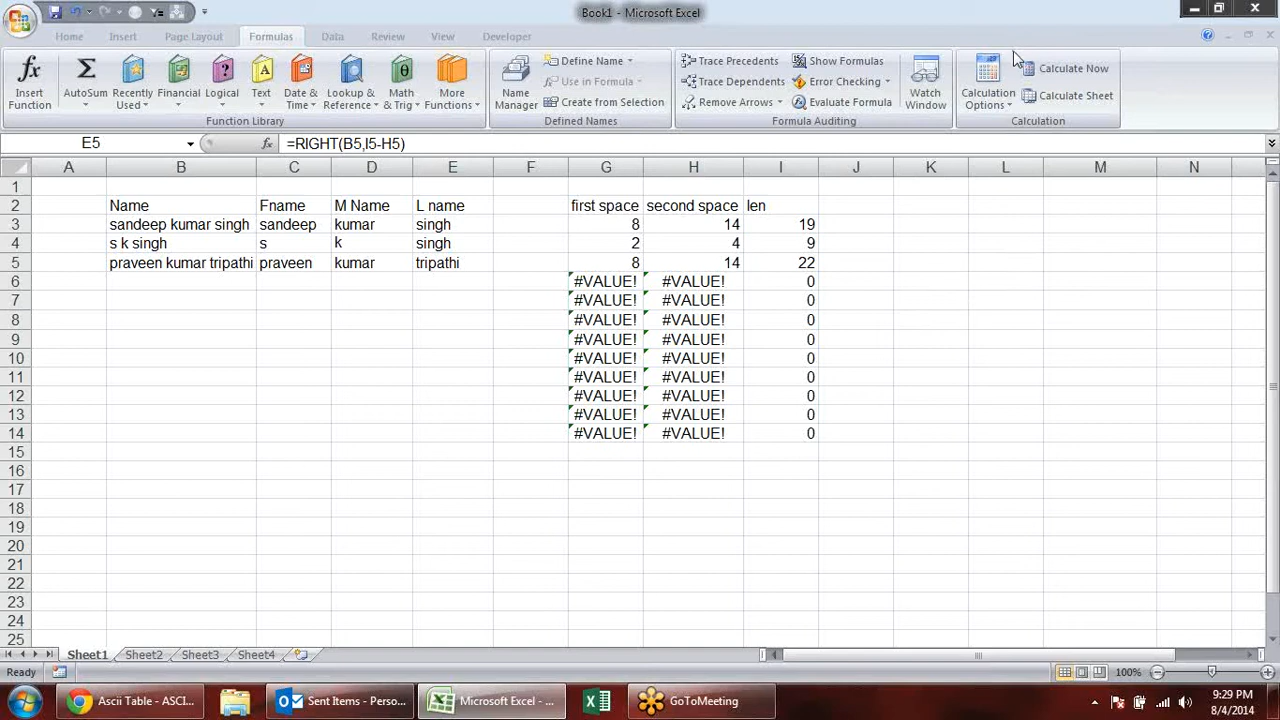 Book1 - Microsoft Excel
Home Insert Page Layout Formulas Data Review View Developer
fx Insert Function
Σ AutoSum
Recently Used
Financial
Logical
Text
Date & Time
Lookup & Reference
Math & Trig
More Functions
Function Library
Name Manager
Define Name
Use in Formula
Create from Selection
Defined Names
Trace Precedents
Trace Dependents
Remove Arrows
Show Formulas
Error Checking
Evaluate Formula
Formula Auditing
Watch Window
Calculation Options
Calculate Now
Calculate Sheet
Calculation
E5 fx =RIGHT(B5,I5-H5)
A B C D E F G H I J K L M N
1
2 Name Fname M Name L name first space second space len
3 sandeep kumar singh sandeep kumar singh 8 14 19
4 s k singh s k singh 2 4 9
5 praveen kumar tripathi praveen kumar tripathi 8 14 22
6 #VALUE! #VALUE! 0
7 #VALUE! #VALUE! 0
8 #VALUE! #VALUE! 0
9 #VALUE! #VALUE! 0
10 #VALUE! #VALUE! 0
11 #VALUE! #VALUE! 0
12 #VALUE! #VALUE! 0
13 #VALUE! #VALUE! 0
14 #VALUE! #VALUE! 0
15
16
17
18
19
20
21
22
23
24
25
Sheet1 Sheet2 Sheet3 Sheet4
Ready 100%
Ascii Table - ASCI... Sent Items - Perso... Microsoft Excel - ... GoToMeeting 9:29 PM
8/4/2014